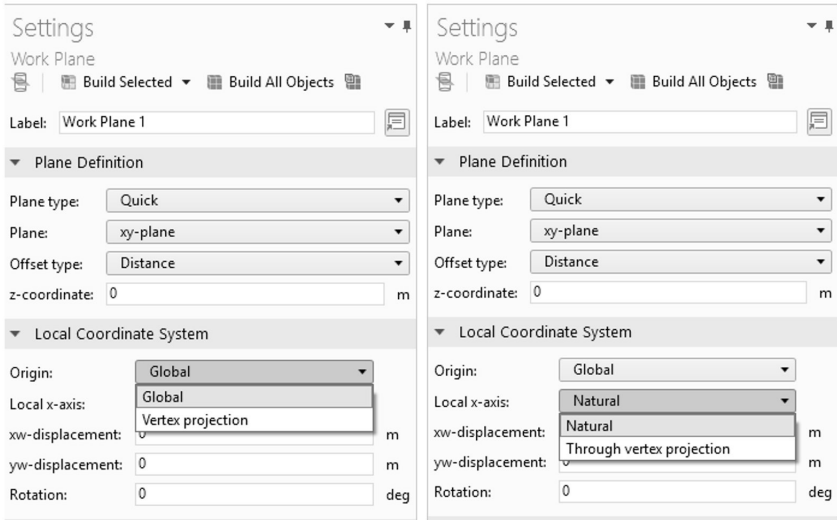 Settings
Work Plane
Build Selected Build All Objects
Label: Work Plane 1
Plane Definition
Plane type: Quick
Plane: xy-plane
Offset type: Distance
z-coordinate: 0 m
Local Coordinate System
Origin: Global
Global
Local x-axis:
Vertex projection
xw-displacement: 0 m
yw-displacement: 0 m
Rotation: 0 deg
Settings
Work Plane
Build Selected Build All Objects
Label: Work Plane 1
Plane Definition
Plane type: Quick
Plane: xy-plane
Offset type: Distance
z-coordinate: 0 m
Local Coordinate System
Origin: Global
Local x-axis: Natural
Natural
xw-displacement: m
Through vertex projection
yw-displacement: 0 m
Rotation: 0 deg